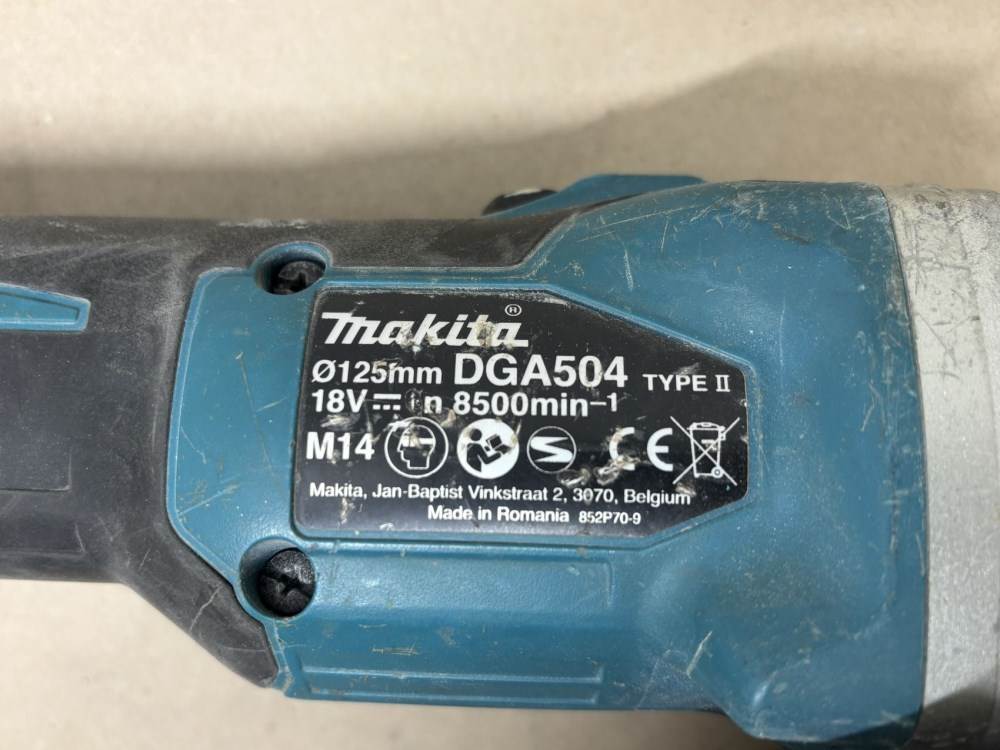 Makita®
Ø125mm DGA504 TYPE II
18V n 8500min⁻¹
M14 CE
Makita, Jan-Baptist Vinkstraat 2, 3070, Belgium
Made in Romania 852P70-9